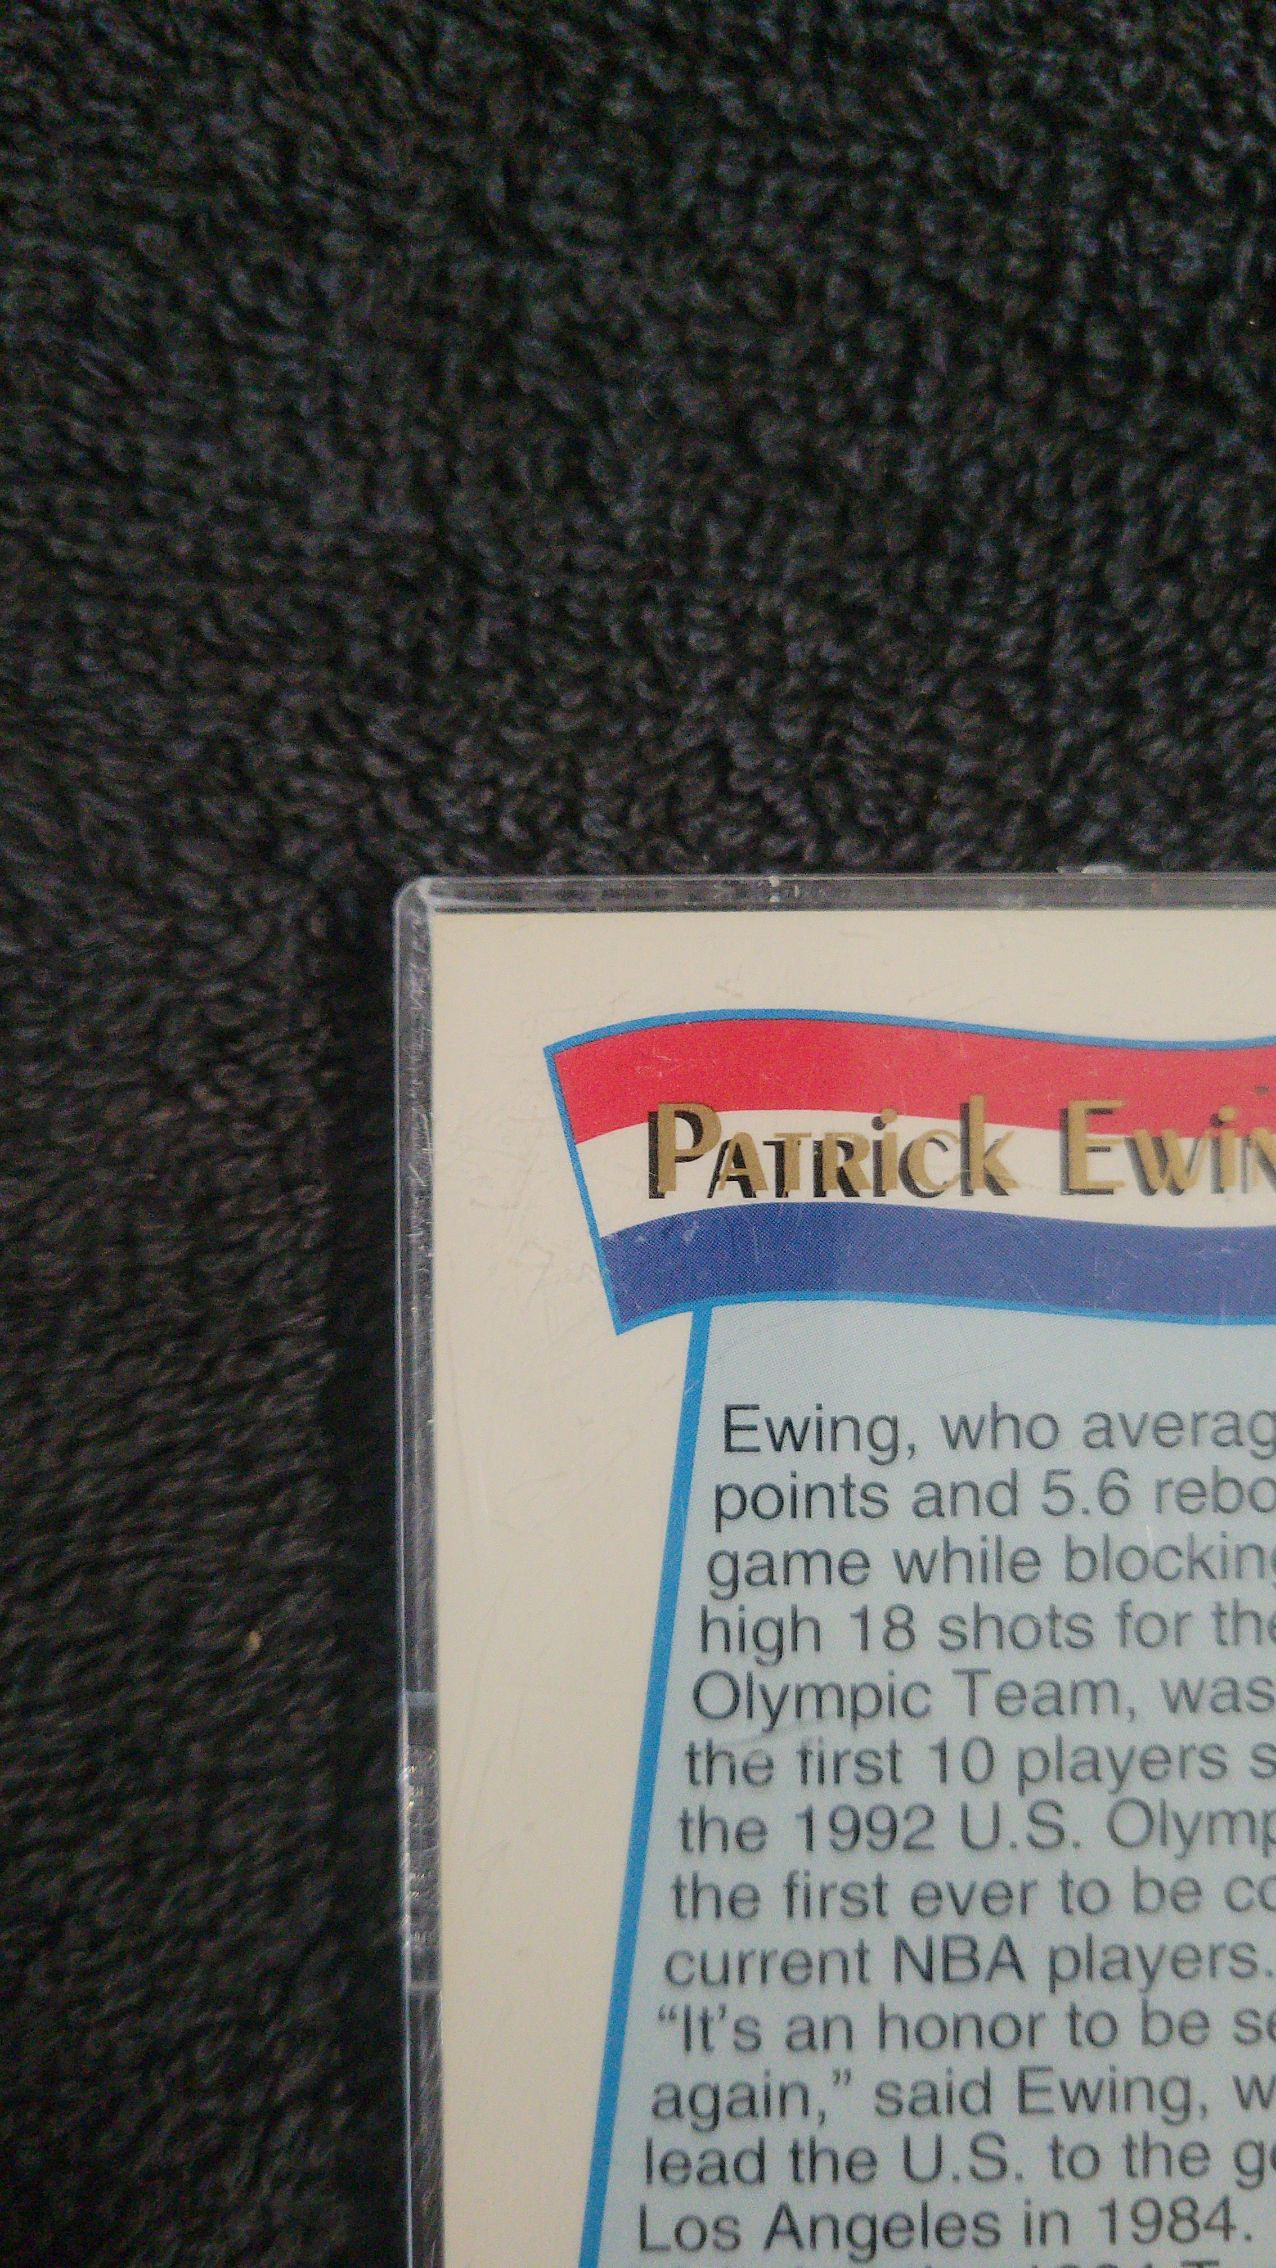 Patrick Ewin
Ewing, who averag
points and 5.6 rebo
game while blocking
high 18 shots for the
Olympic Team, was
the first 10 players s
the 1992 U.S. Olymp
the first ever to be co
current NBA players.
“It’s an honor to be se
again,” said Ewing, w
lead the U.S. to the go
Los Angeles in 1984.